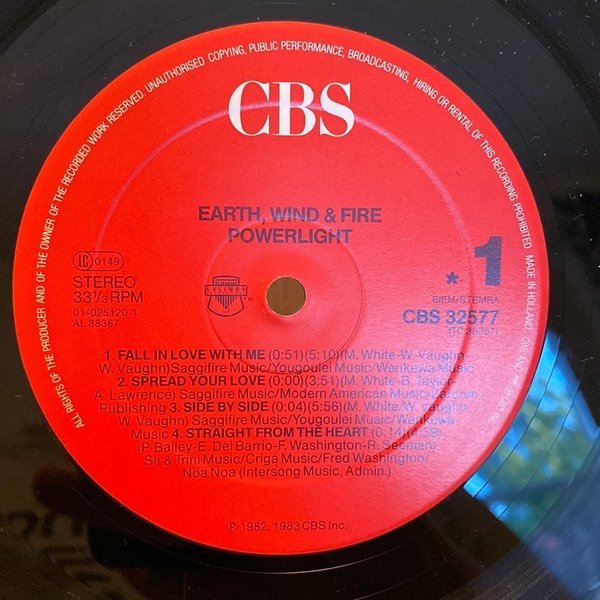 ALL RIGHTS OF THE PRODUCER AND OF THE OWNER OF THE RECORDED WORK RESERVED. UNAUTHORISED COPYING, PUBLIC PERFORMANCE, BROADCASTING, HIRING OR RENTAL OF THIS RECORDING PROHIBITED. MADE IN HOLLAND.
CBS
EARTH, WIND & FIRE
POWERLIGHT
LC 0149
STEREO
33⅓ RPM
01-025120-1
AL 38367
KALIMBA
* 1
BIEM/STEMRA
CBS 32577
1. FALL IN LOVE WITH ME (0:51)(5:10)(M. White-W. Vaughn-
W. Vaughn)Saggifire Music/Yougoulei Music/Wenkewa Music
2. SPREAD YOUR LOVE (0:00)(3:51)(M. White-B. Taylor-
A. Lawrence) Saggifire Music/Modern American Music/Zarcom
Publishing 3. SIDE BY SIDE (0:04)(5:56)(M. White-W. Vaughn-
W. Vaughn) Saggifire Music/Yougoulei Music/Wenkewa
Music 4. STRAIGHT FROM THE HEART (6:14)(4:58)
P. Bailey-E. Del Barrio-F. Washington-R. Seeman)
Sir & Trini Music/Criga Music/Fred Washington/
Noa Noa (Intersong Music, Admin.)
℗ 1982, 1983 CBS Inc.